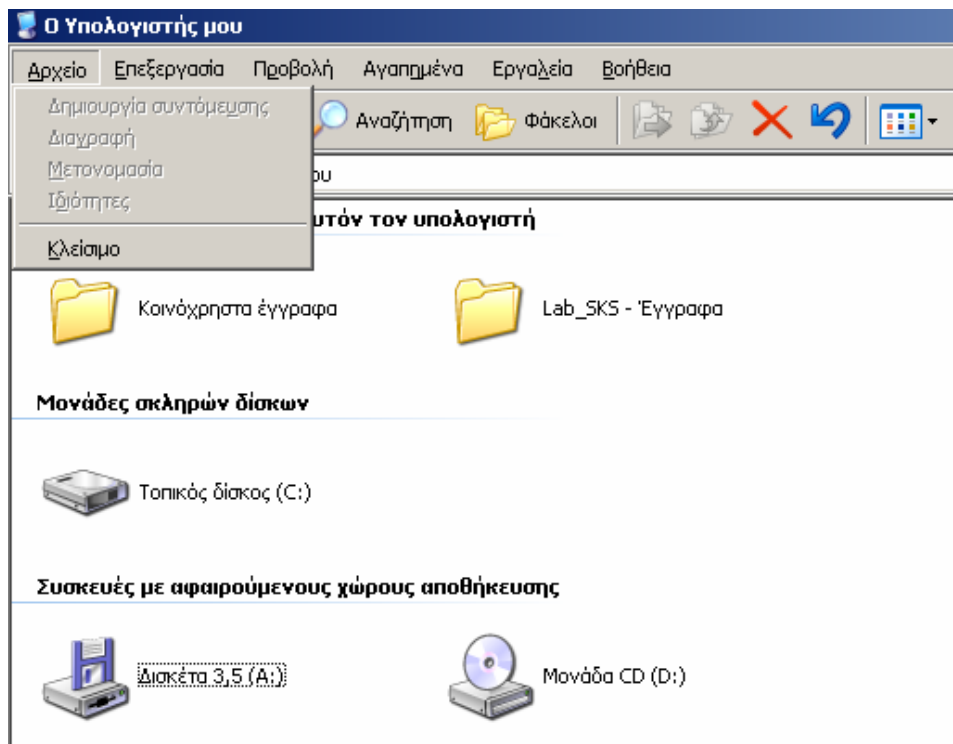 Ο Υπολογιστής μου
Αρχείο Επεξεργασία Προβολή Αγαπημένα Εργαλεία Βοήθεια
Δημιουργία συντόμευσης
Διαγραφή
Μετονομασία
Ιδιότητες
Κλείσιμο
Αναζήτηση Φάκελοι
ου
υτόν τον υπολογιστή
Κοινόχρηστα έγγραφα Lab_SKS - Έγγραφα
Μονάδες σκληρών δίσκων
Τοπικός δίσκος (C:)
Συσκευές με αφαιρούμενους χώρους αποθήκευσης
Δισκέτα 3,5 (A:) Μονάδα CD (D:)